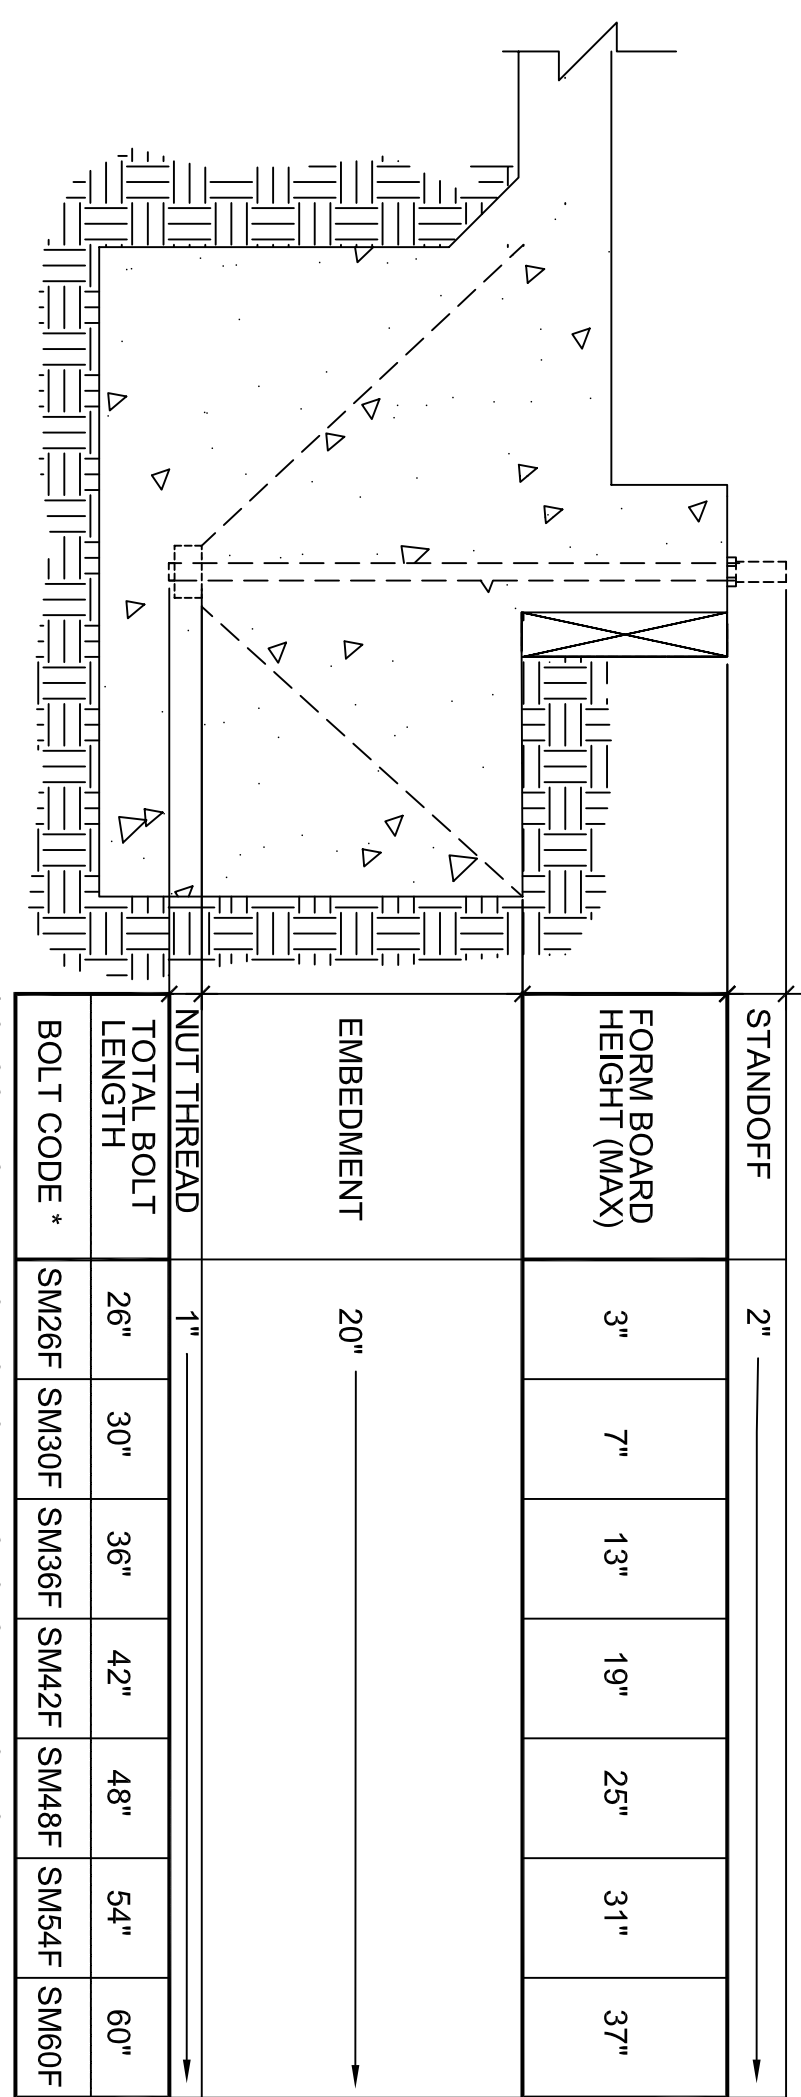 STANDOFF 2"
FORM BOARD
HEIGHT (MAX) 3" 7" 13" 19" 25" 31" 37"
EMBEDMENT 20"
NUT THREAD 1"
TOTAL BOLT
LENGTH 26" 30" 36" 42" 48" 54" 60"
BOLT CODE * SM26F SM30F SM36F SM42F SM48F SM54F SM60F